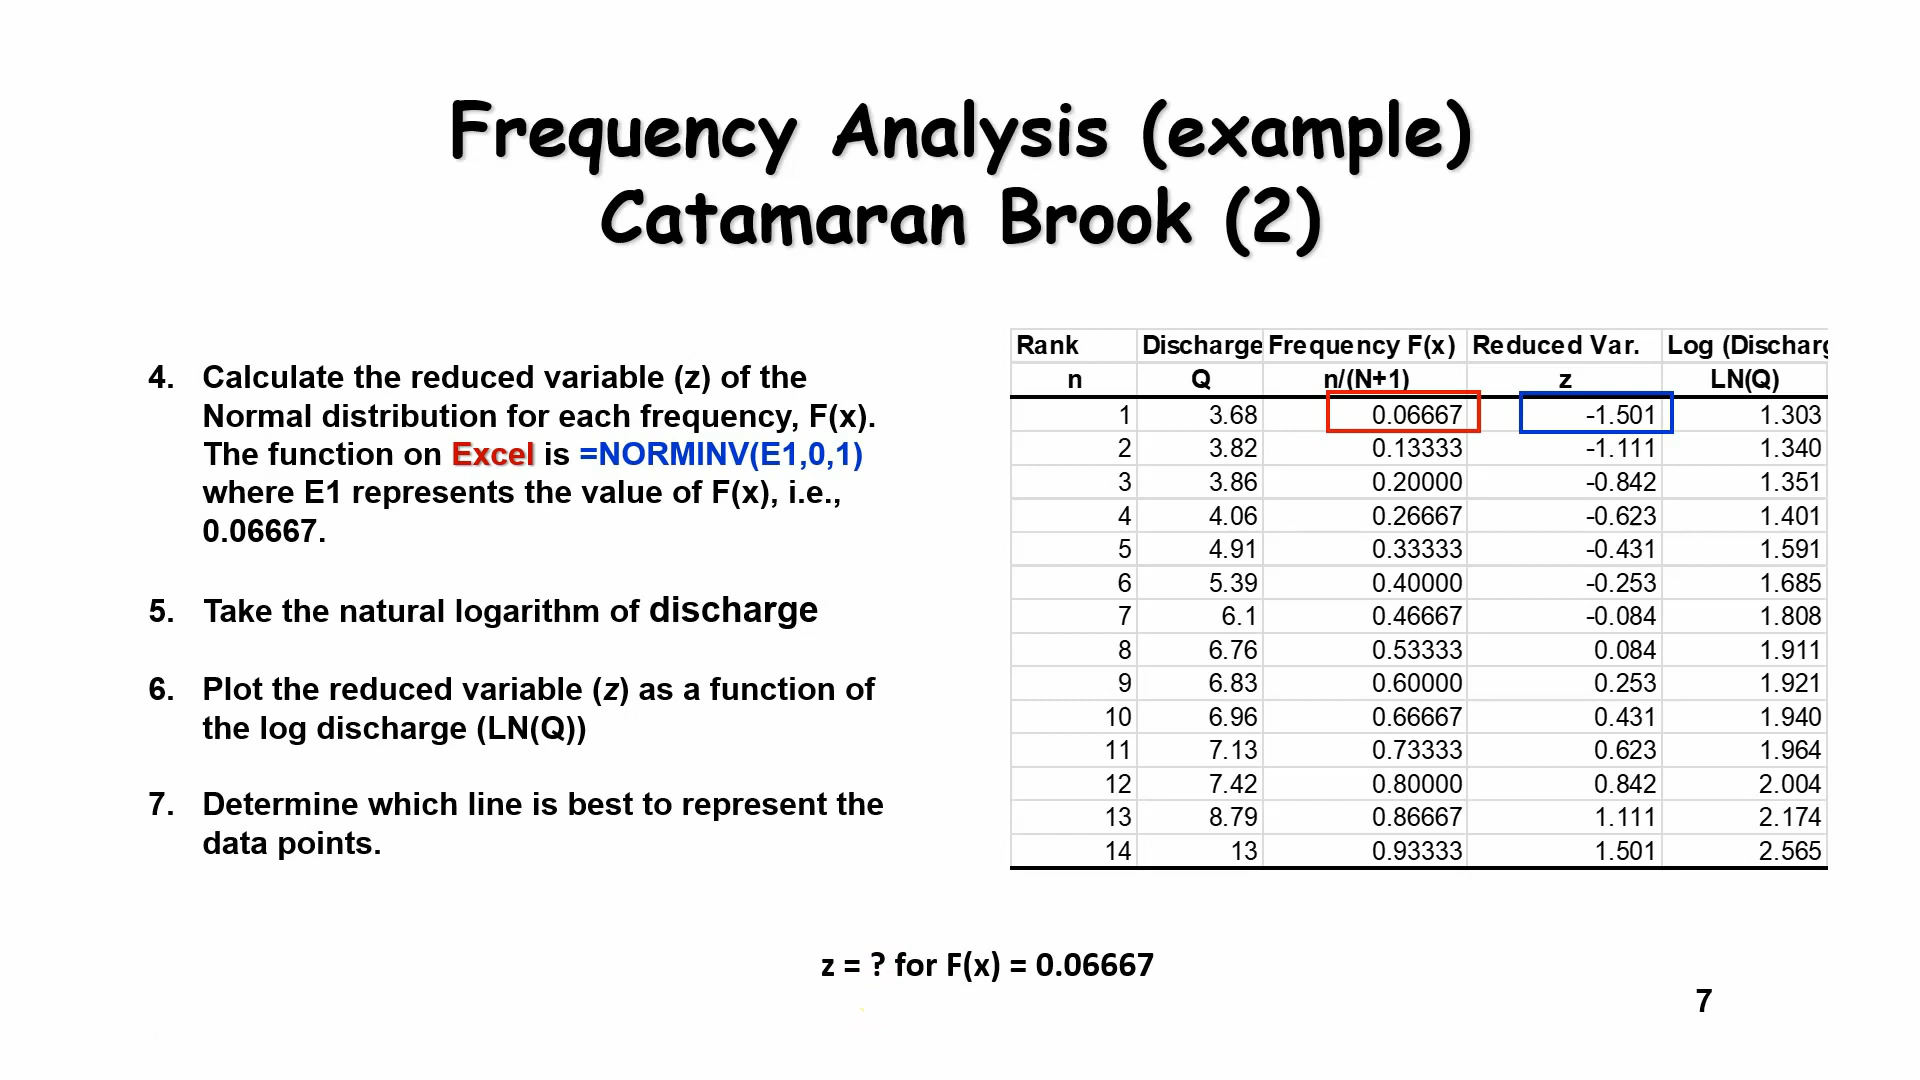 Frequency Analysis (example)
Catamaran Brook (2)
4. Calculate the reduced variable (z) of the
Normal distribution for each frequency, F(x).
The function on Excel is =NORMINV(E1,0,1)
where E1 represents the value of F(x), i.e.,
0.06667.
5. Take the natural logarithm of discharge
6. Plot the reduced variable (z) as a function of
the log discharge (LN(Q))
7. Determine which line is best to represent the
data points.
Rank Discharge Frequency F(x) Reduced Var. Log (Discharg
n Q n/(N+1) z LN(Q)
1 3.68 0.06667 -1.501 1.303
2 3.82 0.13333 -1.111 1.340
3 3.86 0.20000 -0.842 1.351
4 4.06 0.26667 -0.623 1.401
5 4.91 0.33333 -0.431 1.591
6 5.39 0.40000 -0.253 1.685
7 6.1 0.46667 -0.084 1.808
8 6.76 0.53333 0.084 1.911
9 6.83 0.60000 0.253 1.921
10 6.96 0.66667 0.431 1.940
11 7.13 0.73333 0.623 1.964
12 7.42 0.80000 0.842 2.004
13 8.79 0.86667 1.111 2.174
14 13 0.93333 1.501 2.565
z = ? for F(x) = 0.06667
7